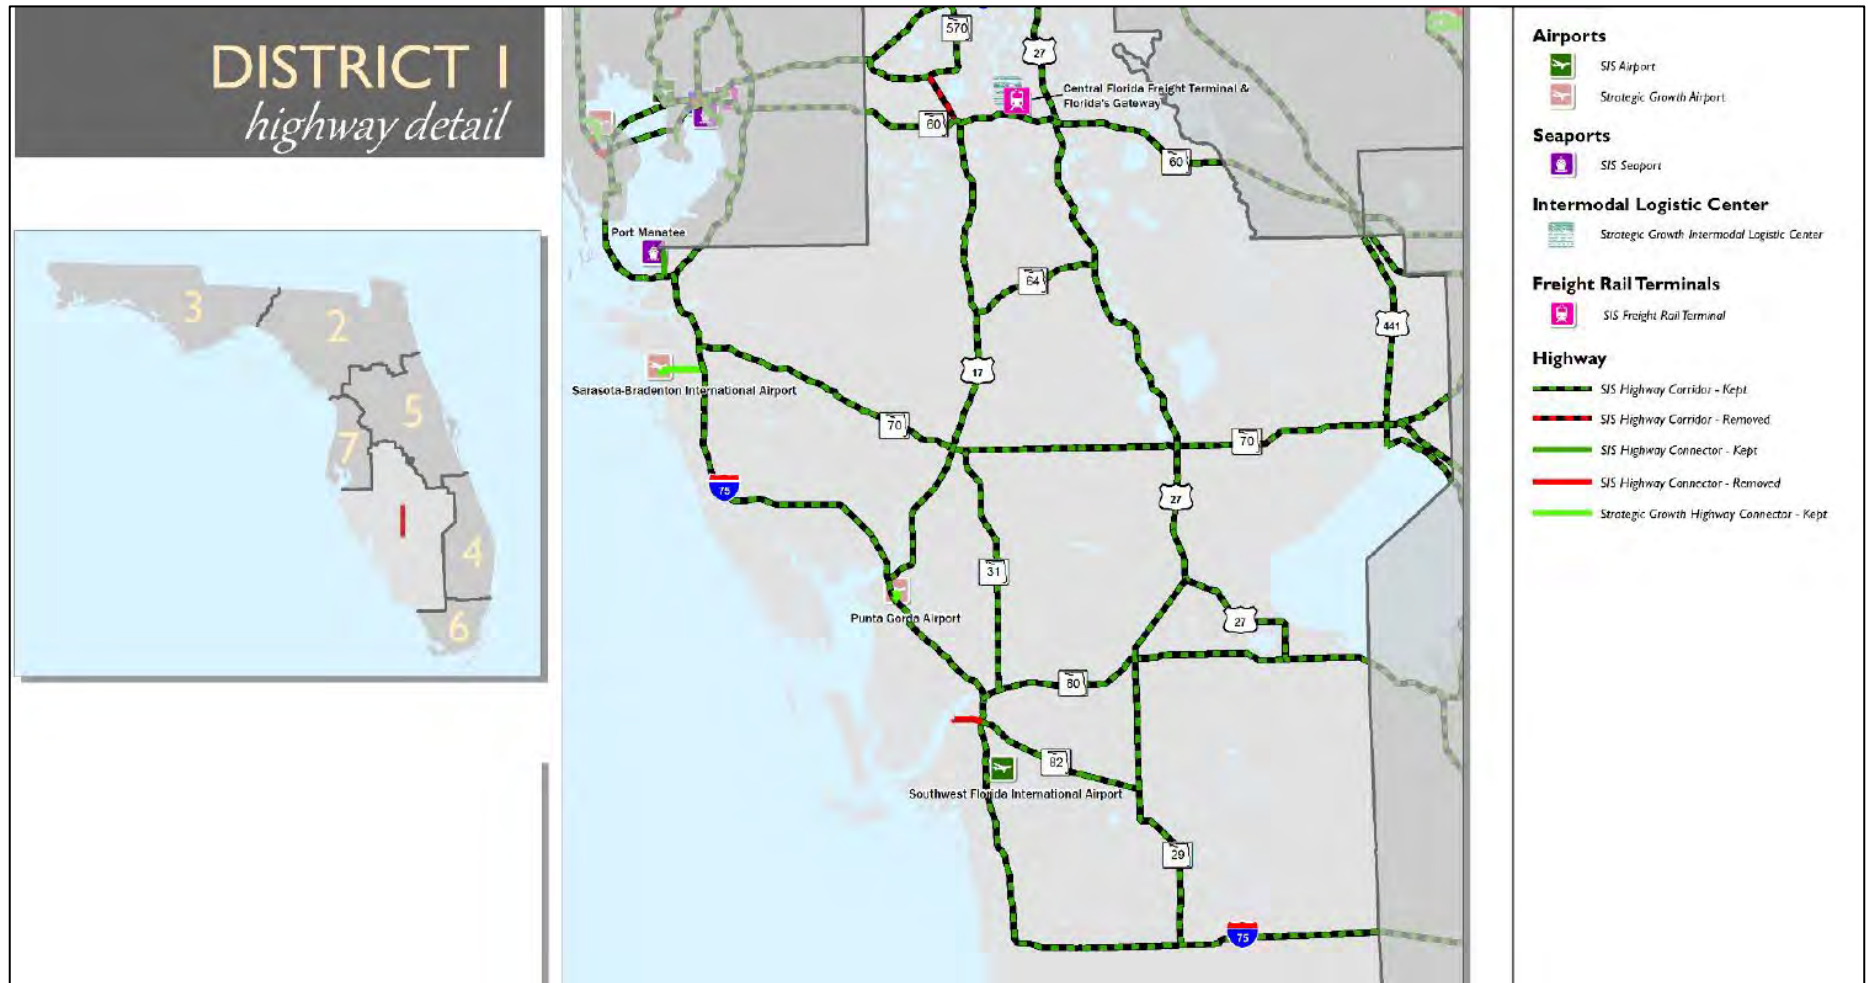 DISTRICT 1
highway detail
3
2
5
7
1
4
6
570
27
Central Florida Freight Terminal &
Florida's Gateway
60
60
Port Manatee
64
441
17
Sarasota-Bradenton International Airport
70
70
75
27
31
Punta Gorda Airport
27
80
82
Southwest Florida International Airport
29
75
Airports
SIS Airport
Strategic Growth Airport
Seaports
SIS Seaport
Intermodal Logistic Center
Strategic Growth Intermodal Logistic Center
Freight Rail Terminals
SIS Freight Rail Terminal
Highway
SIS Highway Corridor - Kept
SIS Highway Corridor - Removed
SIS Highway Connector - Kept
SIS Highway Connector - Removed
Strategic Growth Highway Connector - Kept